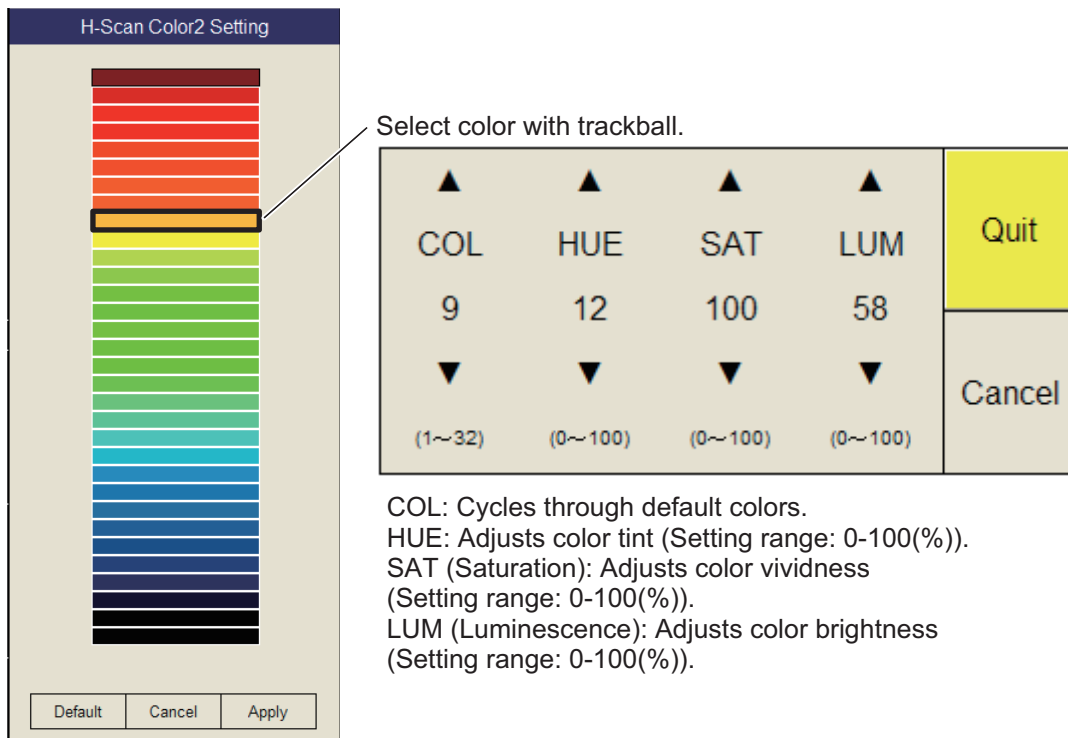 H-Scan Color2 Setting
Select color with trackball.
▲ ▲ ▲ ▲
COL HUE SAT LUM
9 12 100 58
▼ ▼ ▼ ▼
(1~32) (0~100) (0~100) (0~100)
Quit
Cancel
COL: Cycles through default colors.
HUE: Adjusts color tint (Setting range: 0-100(%)).
SAT (Saturation): Adjusts color vividness
(Setting range: 0-100(%)).
LUM (Luminescence): Adjusts color brightness
(Setting range: 0-100(%)).
Default Cancel Apply